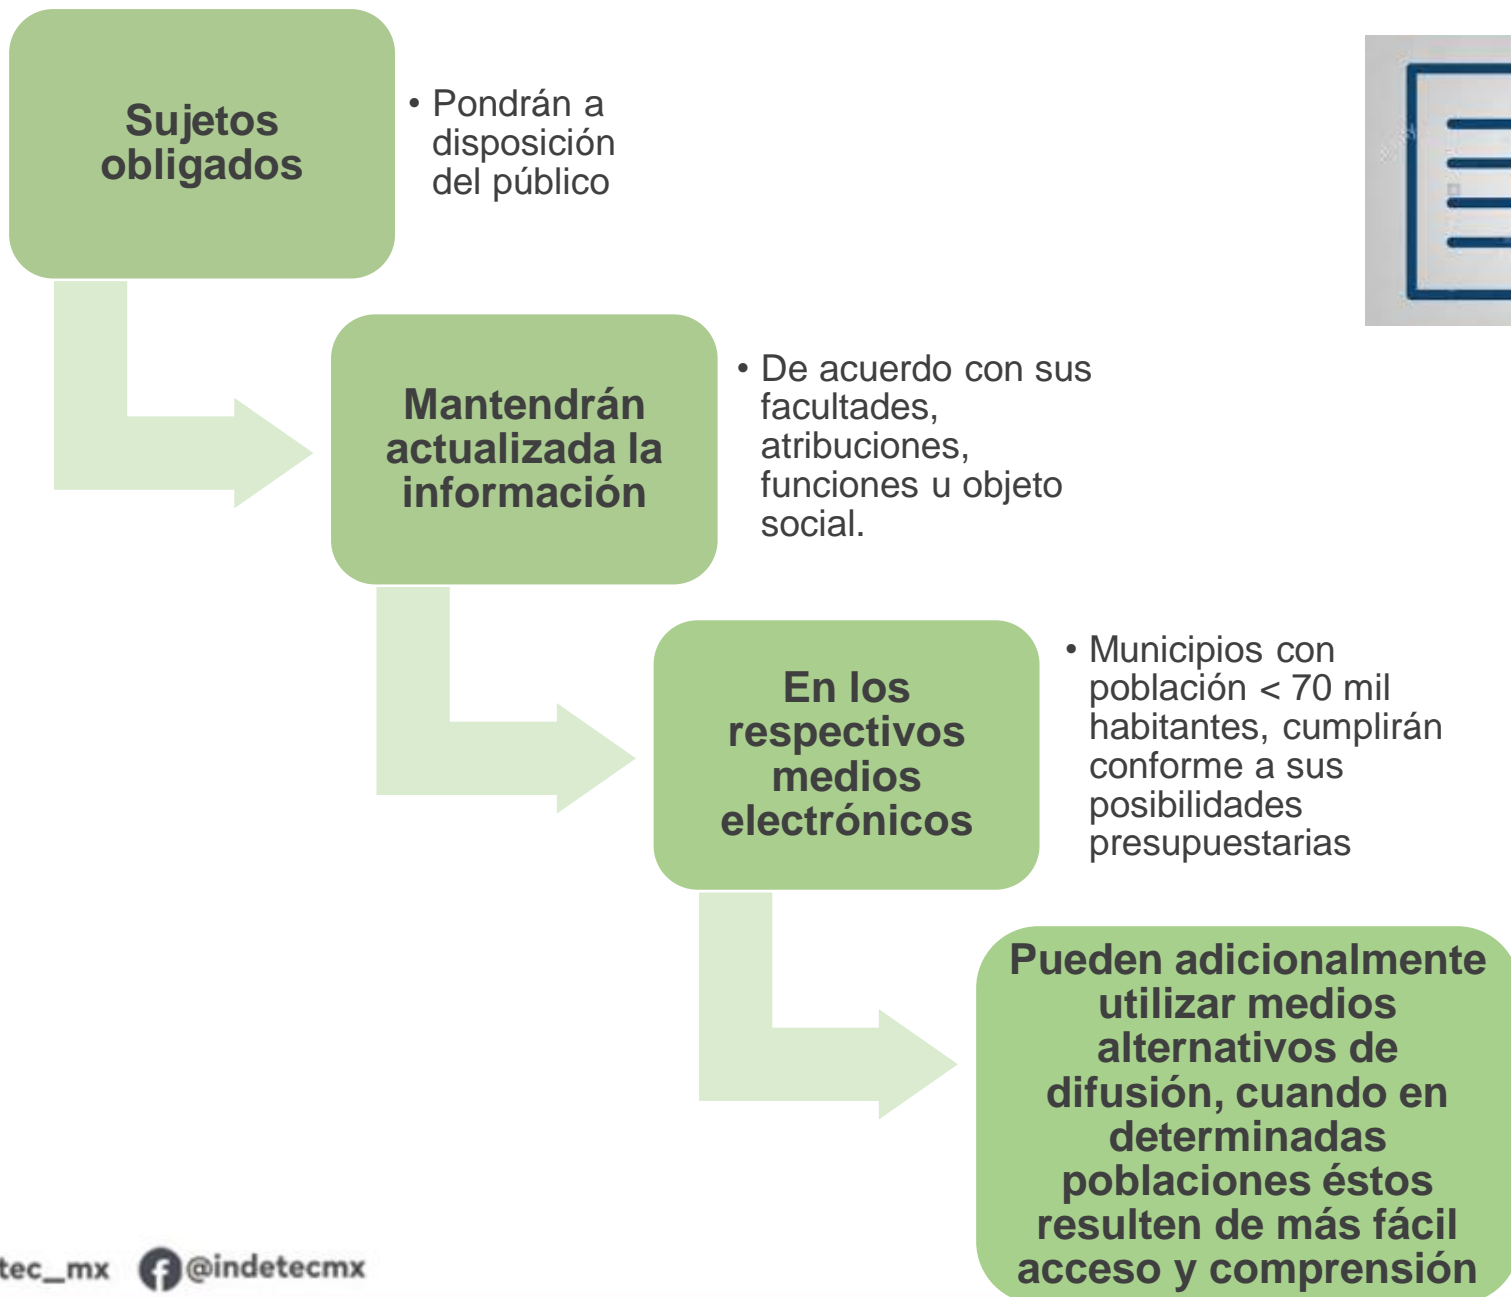 Sujetos
obligados
• Pondrán a
disposición
del público
Mantendrán
actualizada la
información
• De acuerdo con sus
facultades,
atribuciones,
funciones u objeto
social.
En los
respectivos
medios
electrónicos
• Municipios con
población < 70 mil
habitantes, cumplirán
conforme a sus
posibilidades
presupuestarias
Pueden adicionalmente
utilizar medios
alternativos de
difusión, cuando en
determinadas
poblaciones éstos
resulten de más fácil
acceso y comprensión
tec_mx @indetecmx